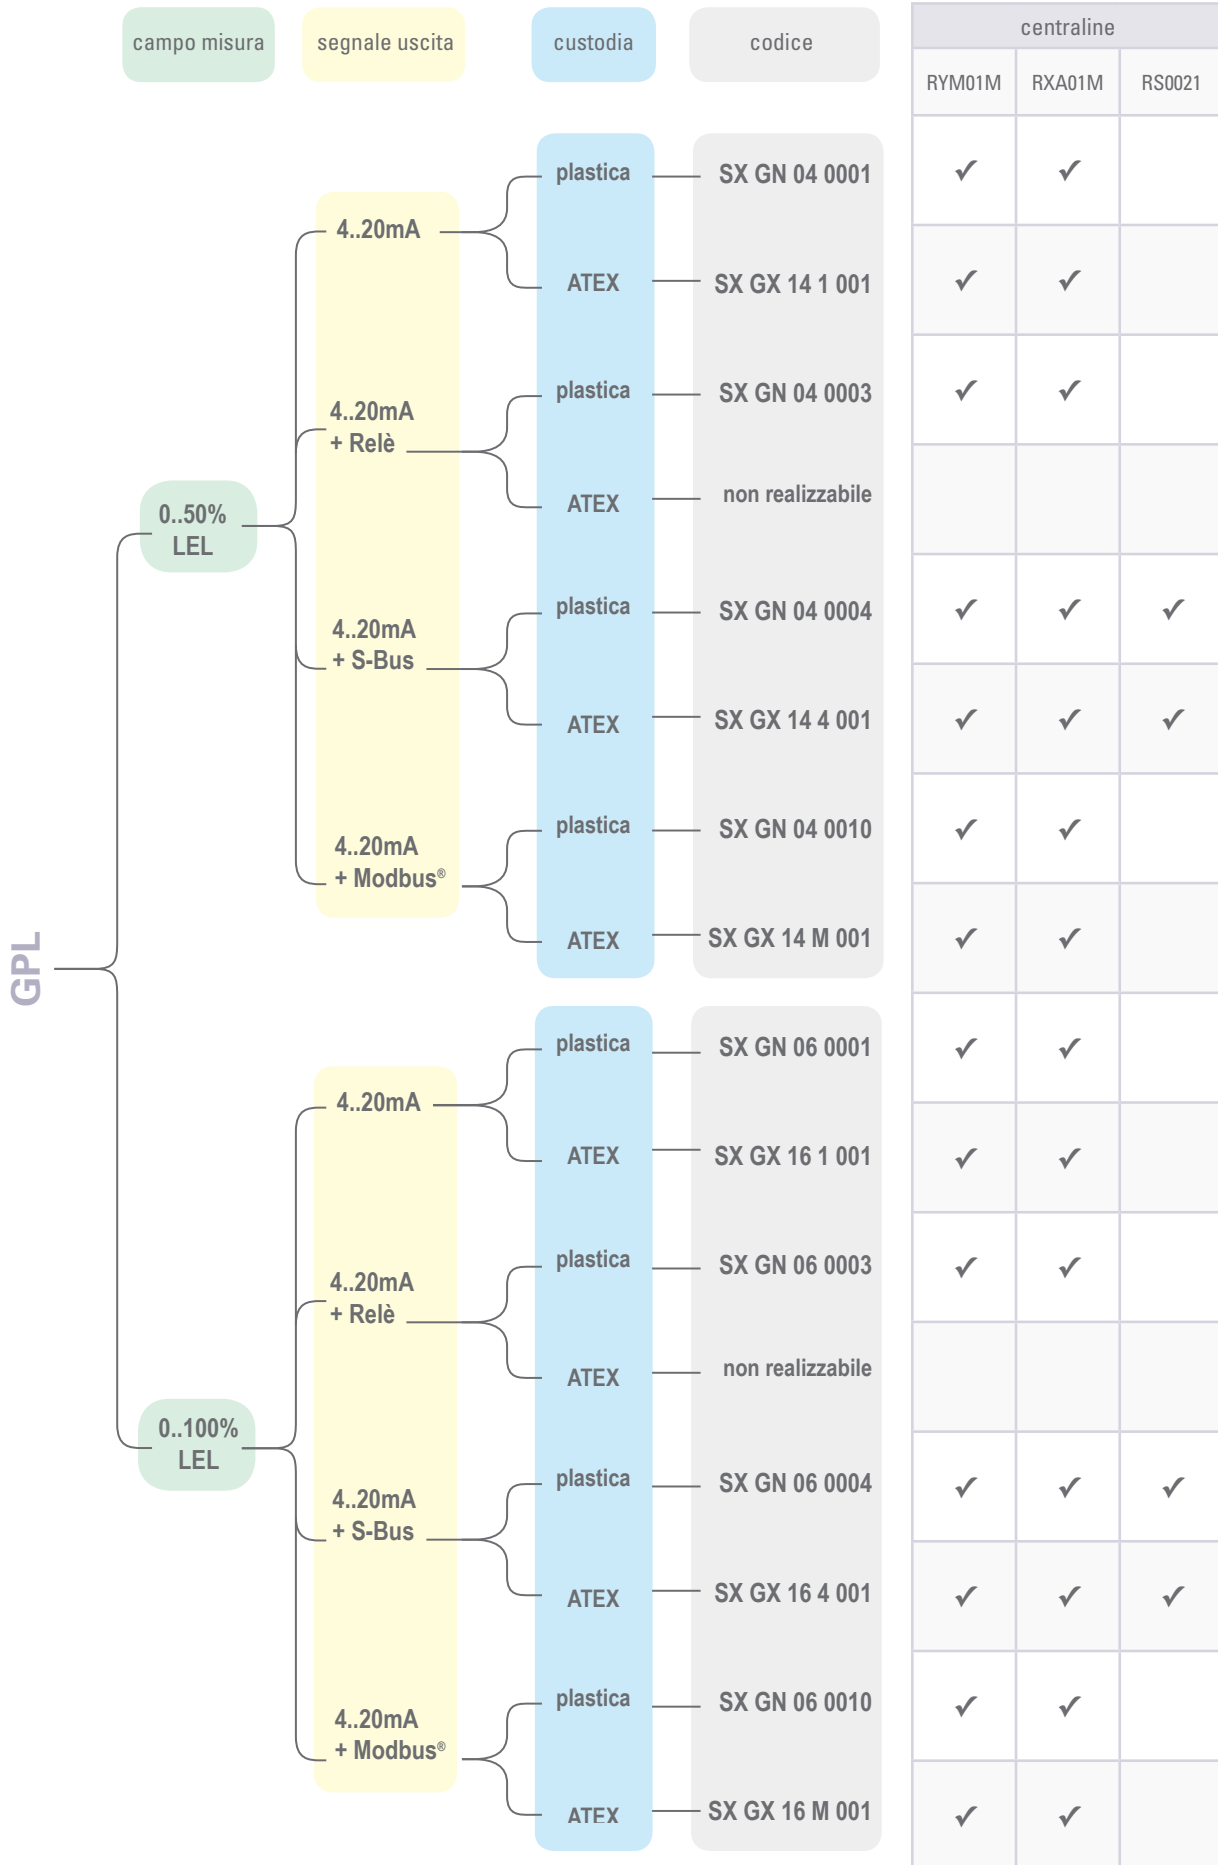 campo misura segnale uscita custodia codice centraline
RYM01M RXA01M RS0021
plastica SX GN 04 0001 ✓ ✓
4..20mA
ATEX SX GX 14 1 001 ✓ ✓
plastica SX GN 04 0003 ✓ ✓
4..20mA
+ Relè
ATEX non realizzabile
0..50%
LEL
plastica SX GN 04 0004 ✓ ✓ ✓
4..20mA
+ S-Bus
ATEX SX GX 14 4 001 ✓ ✓ ✓
plastica SX GN 04 0010 ✓ ✓
4..20mA
+ Modbus®
ATEX SX GX 14 M 001 ✓ ✓
GPL
plastica SX GN 06 0001 ✓ ✓
4..20mA
ATEX SX GX 16 1 001 ✓ ✓
plastica SX GN 06 0003 ✓ ✓
4..20mA
+ Relè
ATEX non realizzabile
0..100%
LEL
plastica SX GN 06 0004 ✓ ✓ ✓
4..20mA
+ S-Bus
ATEX SX GX 16 4 001 ✓ ✓ ✓
plastica SX GN 06 0010 ✓ ✓
4..20mA
+ Modbus®
ATEX SX GX 16 M 001 ✓ ✓